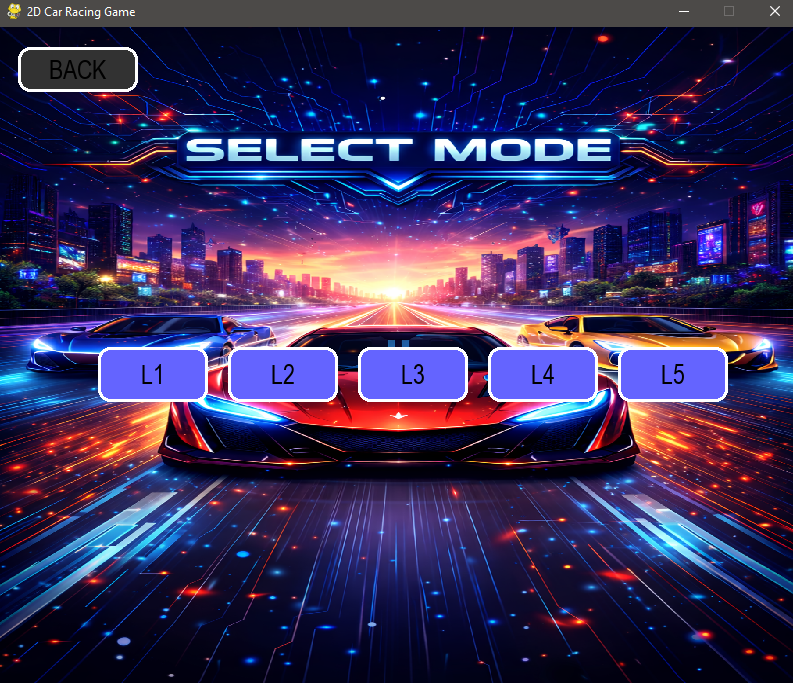 2D Car Racing Game
BACK
SELECT MODE
L1 L2 L3 L4 L5